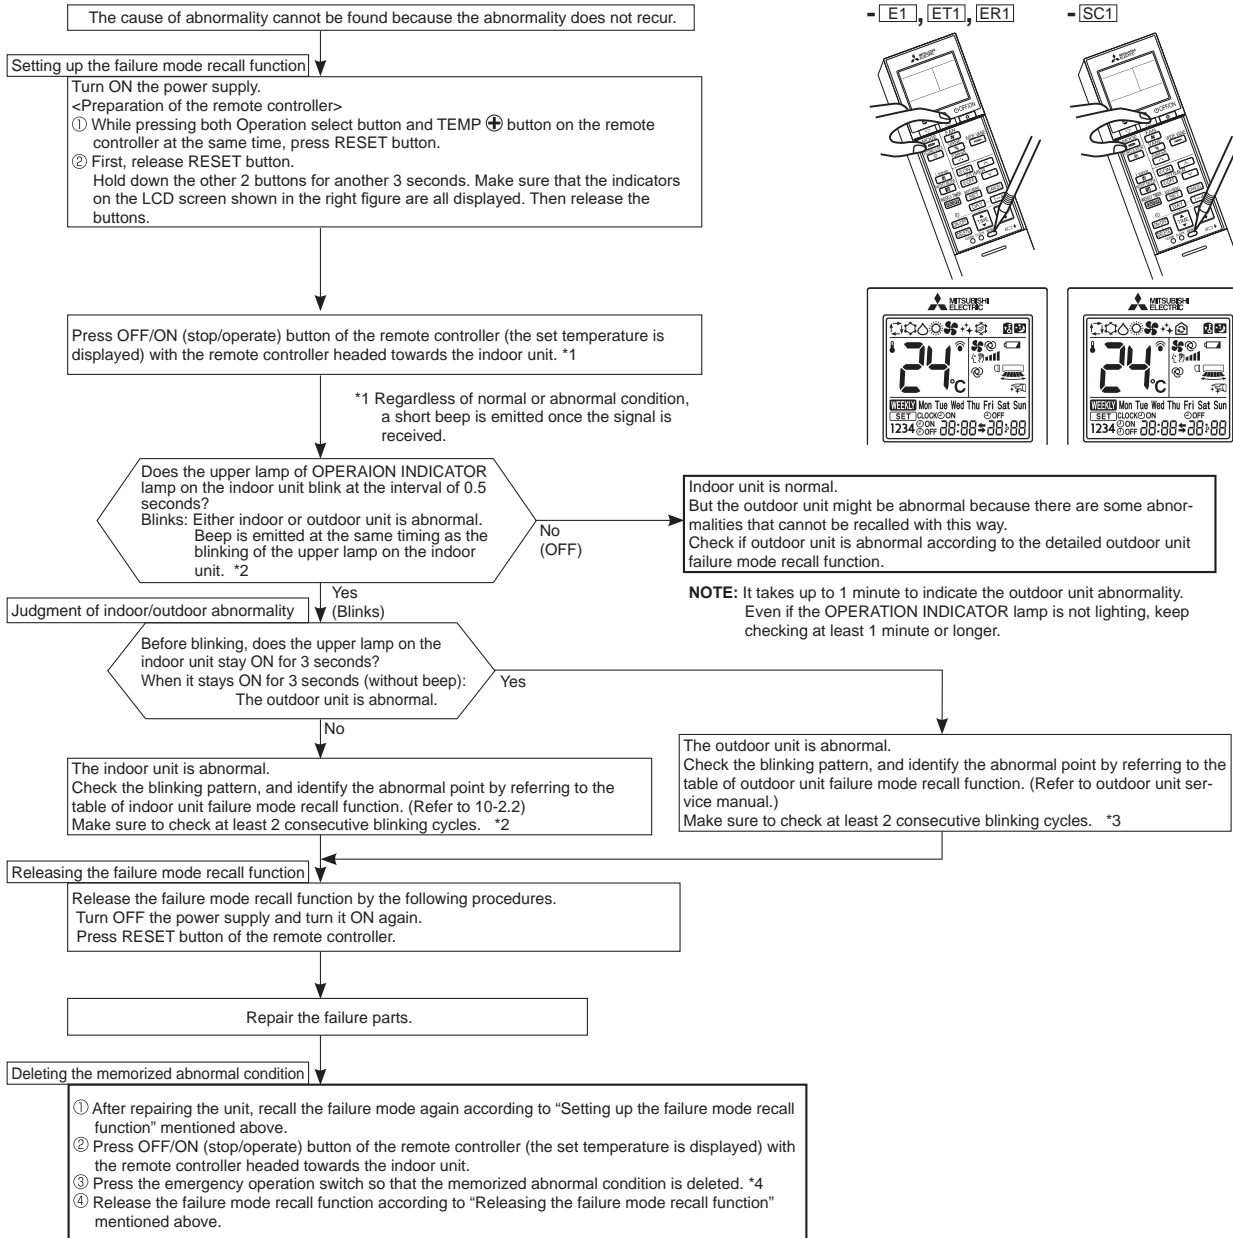 The cause of abnormality cannot be found because the abnormality does not recur.
Setting up the failure mode recall function
Turn ON the power supply.
<Preparation of the remote controller>
① While pressing both Operation select button and TEMP ⊕ button on the remote
controller at the same time, press RESET button.
② First, release RESET button.
Hold down the other 2 buttons for another 3 seconds. Make sure that the indicators
on the LCD screen shown in the right figure are all displayed. Then release the
buttons.
- E1, ET1, ER1
- SC1
MITSUBISHI
ELECTRIC
24°C
WEEKLY Mon Tue Wed Thu Fri Sat Sun
SET CLOCK ON OFF
1234 ON OFF 88:88 88:88
MITSUBISHI
ELECTRIC
24°C
WEEKLY Mon Tue Wed Thu Fri Sat Sun
SET CLOCK ON OFF
1234 ON OFF 88:88 88:88
Press OFF/ON (stop/operate) button of the remote controller (the set temperature is
displayed) with the remote controller headed towards the indoor unit. *1
*1 Regardless of normal or abnormal condition,
a short beep is emitted once the signal is
received.
Does the upper lamp of OPERAION INDICATOR
lamp on the indoor unit blink at the interval of 0.5
seconds?
Blinks: Either indoor or outdoor unit is abnormal.
Beep is emitted at the same timing as the
blinking of the upper lamp on the indoor
unit. *2
No
(OFF)
Indoor unit is normal.
But the outdoor unit might be abnormal because there are some abnor-
malities that cannot be recalled with this way.
Check if outdoor unit is abnormal according to the detailed outdoor unit
failure mode recall function.
NOTE: It takes up to 1 minute to indicate the outdoor unit abnormality.
Even if the OPERATION INDICATOR lamp is not lighting, keep
checking at least 1 minute or longer.
Yes
(Blinks)
Judgment of indoor/outdoor abnormality
Before blinking, does the upper lamp on the
indoor unit stay ON for 3 seconds?
When it stays ON for 3 seconds (without beep):
The outdoor unit is abnormal.
Yes
No
The indoor unit is abnormal.
Check the blinking pattern, and identify the abnormal point by referring to the
table of indoor unit failure mode recall function. (Refer to 10-2.2)
Make sure to check at least 2 consecutive blinking cycles. *2
The outdoor unit is abnormal.
Check the blinking pattern, and identify the abnormal point by referring to the
table of outdoor unit failure mode recall function. (Refer to outdoor unit ser-
vice manual.)
Make sure to check at least 2 consecutive blinking cycles. *3
Releasing the failure mode recall function
Release the failure mode recall function by the following procedures.
Turn OFF the power supply and turn it ON again.
Press RESET button of the remote controller.
Repair the failure parts.
Deleting the memorized abnormal condition
① After repairing the unit, recall the failure mode again according to “Setting up the failure mode recall
function” mentioned above.
② Press OFF/ON (stop/operate) button of the remote controller (the set temperature is displayed) with
the remote controller headed towards the indoor unit.
③ Press the emergency operation switch so that the memorized abnormal condition is deleted. *4
④ Release the failure mode recall function according to “Releasing the failure mode recall function”
mentioned above.